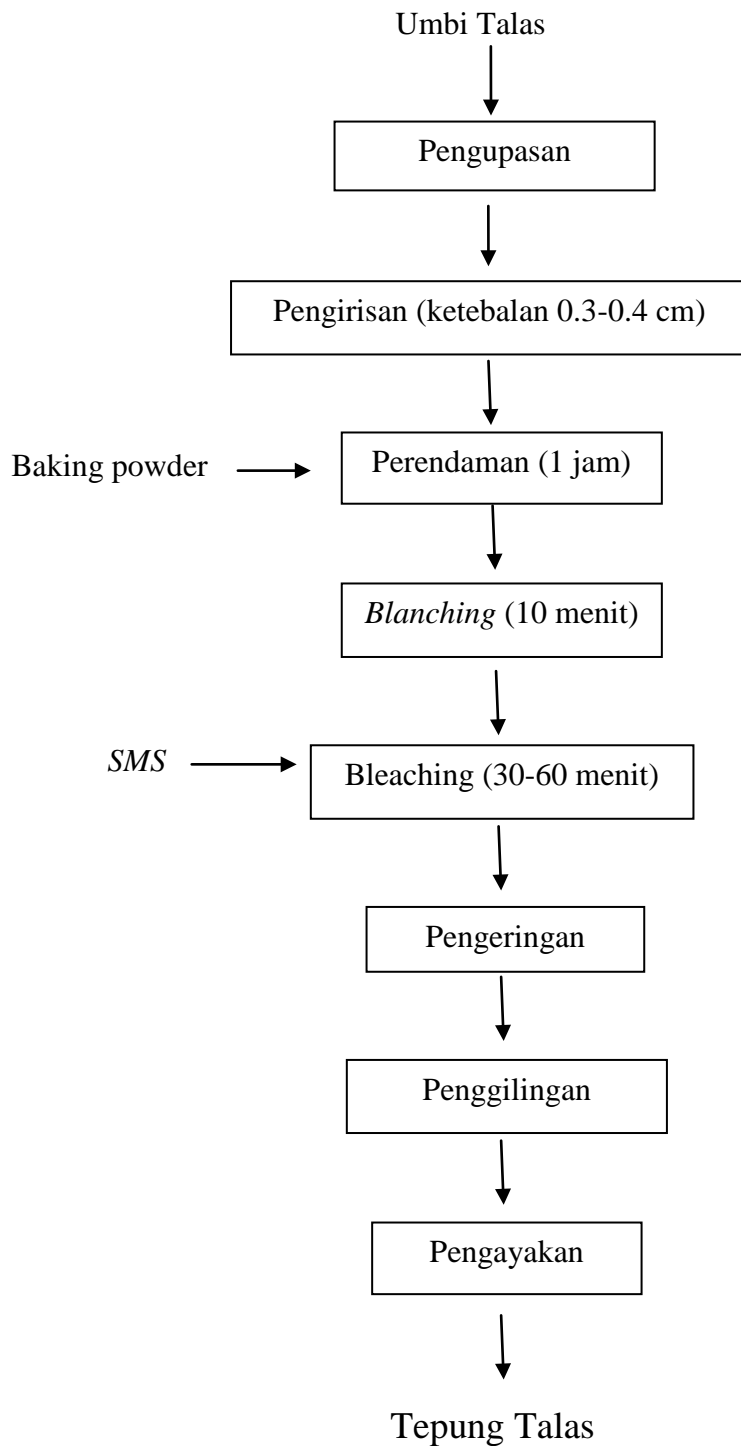 Umbi Talas
Pengupasan
Pengirisan (ketebalan 0.3-0.4 cm)
Baking powder
Perendaman (1 jam)
Blanching (10 menit)
SMS
Bleaching (30-60 menit)
Pengeringan
Penggilingan
Pengayakan
Tepung Talas